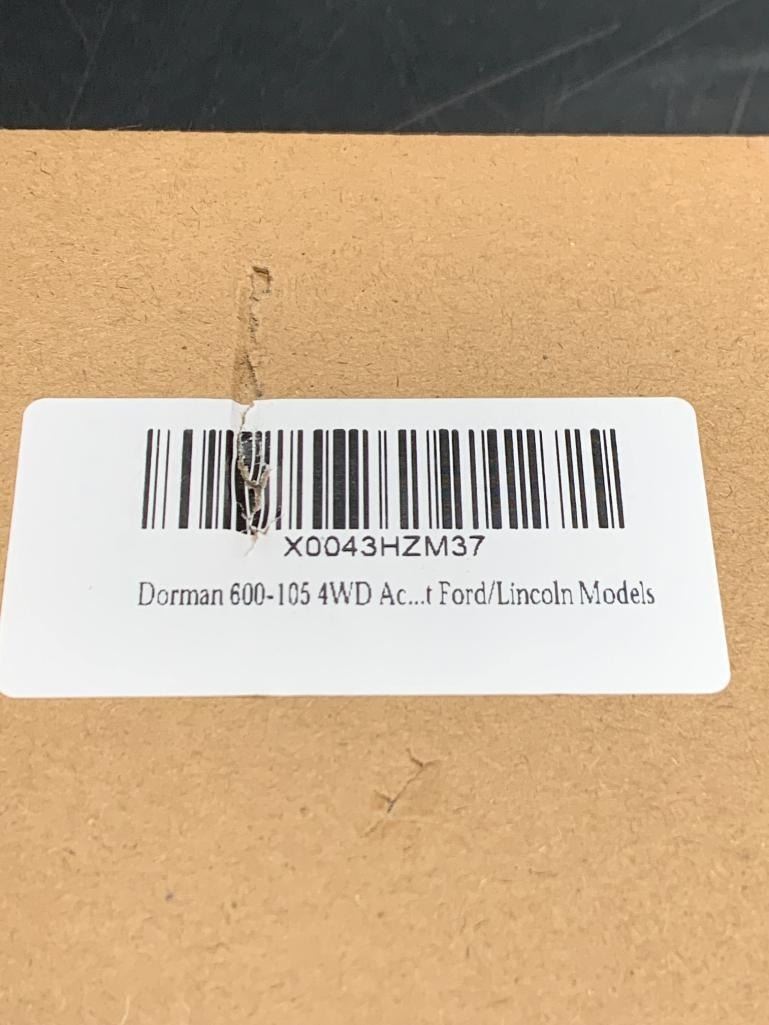 X0043HZM37
Dorman 600-105 4WD Ac...t Ford/Lincoln Models